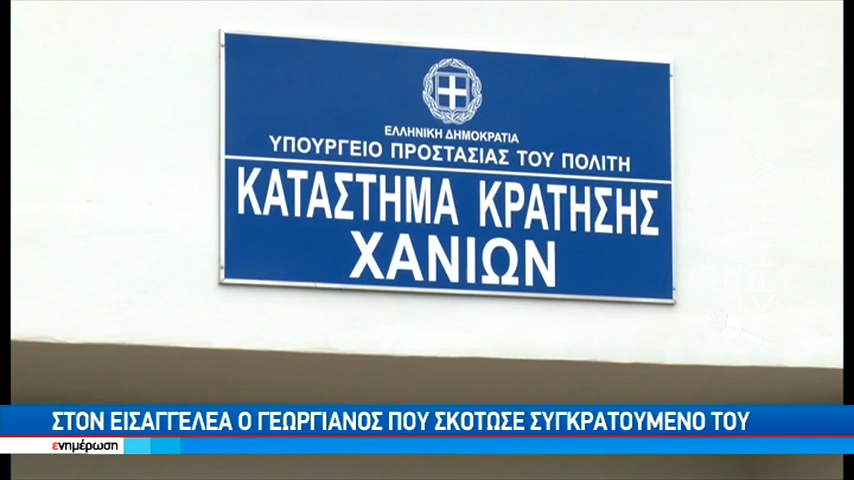 ΕΛΛΗΝΙΚΗ ΔΗΜΟΚΡΑΤΙΑ
ΥΠΟΥΡΓΕΙΟ ΠΡΟΣΤΑΣΙΑΣ ΤΟΥ ΠΟΛΙΤΗ
ΚΑΤΑΣΤΗΜΑ ΚΡΑΤΗΣΗΣ
ΧΑΝΙΩΝ
ΣΤΟΝ ΕΙΣΑΓΓΕΛΕΑ Ο ΓΕΩΡΓΙΑΝΟΣ ΠΟΥ ΣΚΟΤΩΣΕ ΣΥΓΚΡΑΤΟΥΜΕΝΟ ΤΟΥ
ενημέρωση